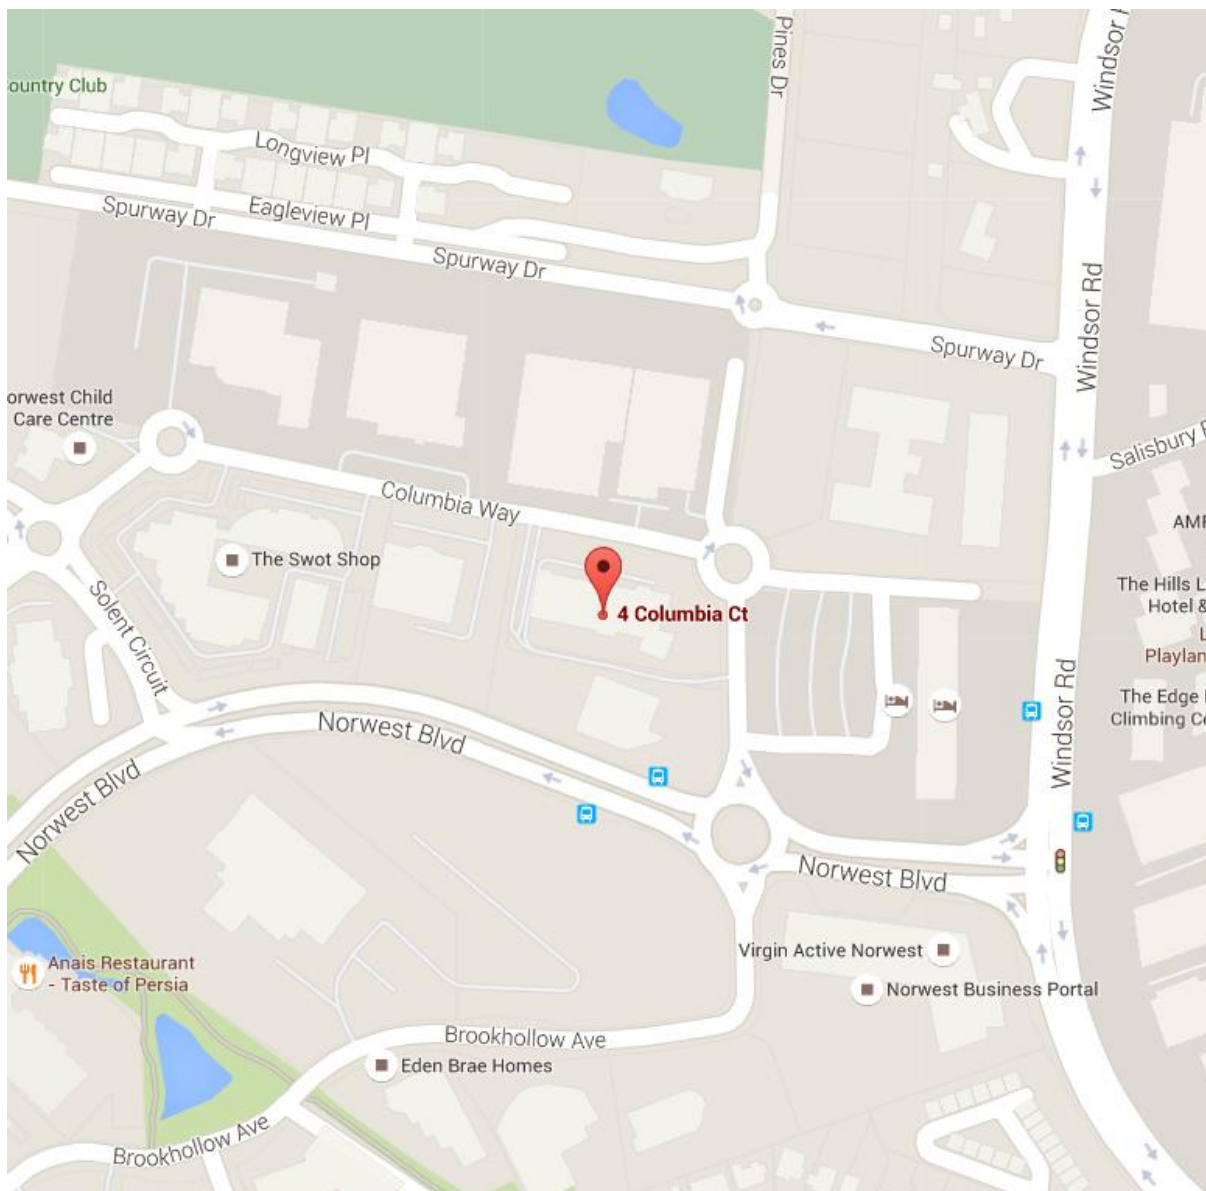 Windsor R
Pines Dr
ountry Club
Longview Pl
Eagleview Pl
Spurway Dr
Spurway Dr
Windsor Rd
Spurway Dr
orwest Child
Care Centre
Salisbury
Columbia Way
AMF
The Swot Shop
The Hills L
Hotel &
4 Columbia Ct
Solent Circuit
L
Playlan
The Edge
Climbing Ce
Windsor Rd
Norwest Blvd
Norwest Blvd
Norwest Blvd
Virgin Active Norwest
Anais Restaurant
- Taste of Persia
Norwest Business Portal
Brookhollow Ave
Eden Brae Homes
Brookhollow Ave